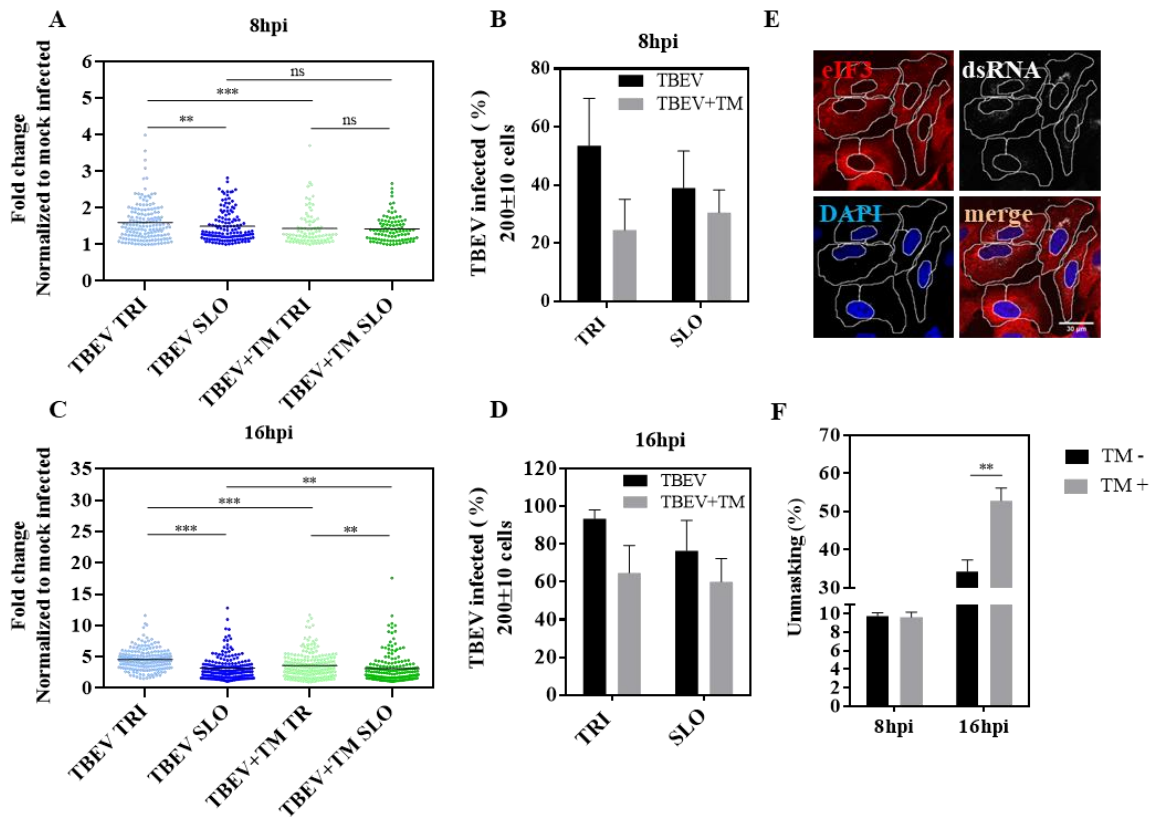 A
8hpi
Fold change
Normalized to mock infected
6
5
4
3
2
1
0
ns
***
**
ns
TBEV TRI
TBEV SLO
TBEV+TM TRI
TBEV+TM SLO
B
8hpi
TBEV infected ( %)
200±10 cells
80
60
40
20
0
TBEV
TBEV+TM
TRI
SLO
E
eIF3
dsRNA
DAPI
merge
30 μm
C
16hpi
Fold change
Normalized to mock infected
35
30
25
20
15
10
5
0
**
***
***
**
TBEV TRI
TBEV SLO
TBEV+TM TR
TBEV+TM SLO
D
16hpi
TBEV infected ( %)
200±10 cells
120
100
80
60
40
20
0
TBEV
TBEV+TM
TRI
SLO
F
Unmasking (%)
70
60
50
40
30
10
8
6
4
2
0
**
8hpi
16hpi
TM -
TM +